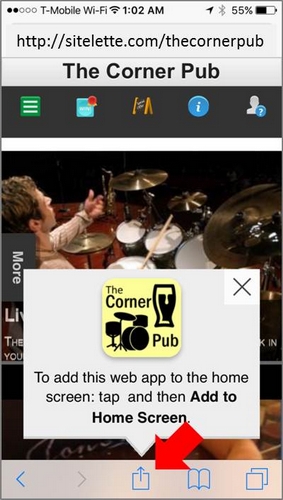 T-Mobile Wi-Fi 1:02 AM 55%
http://sitelette.com/thecornerpub
The Corner Pub
More
Liv
THE
YOU
K IN
The
Corner
Pub
To add this web app to the home
screen: tap and then Add to
Home Screen.